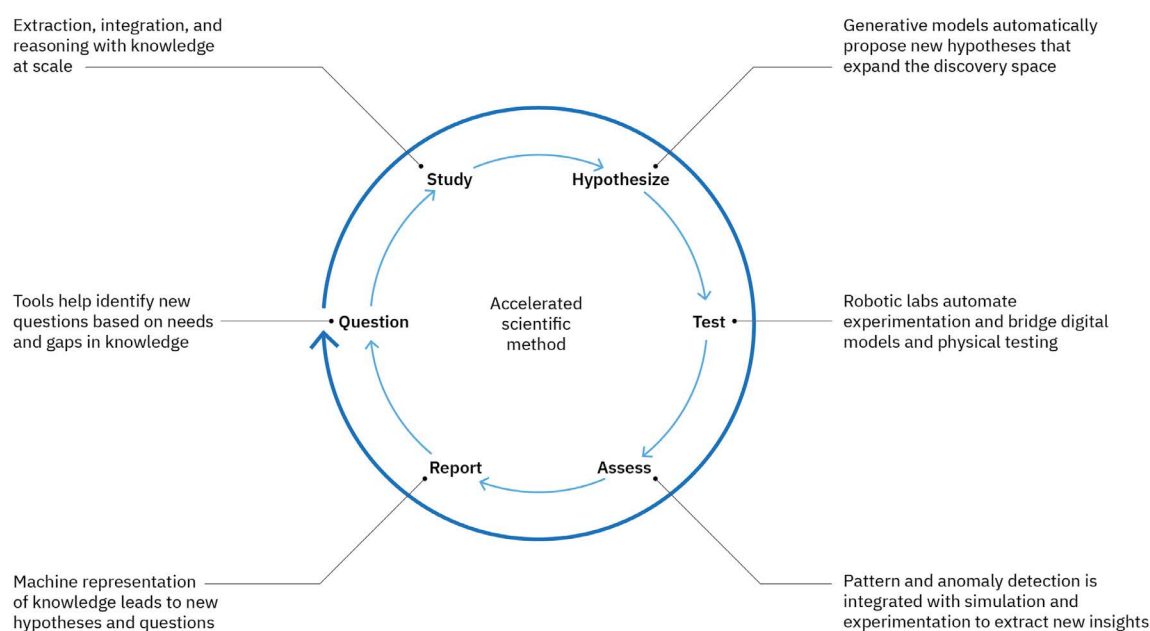 Extraction, integration, and
reasoning with knowledge
at scale
Generative models automatically
propose new hypotheses that
expand the discovery space
Study
Hypothesize
Tools help identify new
questions based on needs
and gaps in knowledge
Question
Accelerated
scientific
method
Test
Robotic labs automate
experimentation and bridge digital
models and physical testing
Report
Assess
Machine representation
of knowledge leads to new
hypotheses and questions
Pattern and anomaly detection is
integrated with simulation and
experimentation to extract new insights